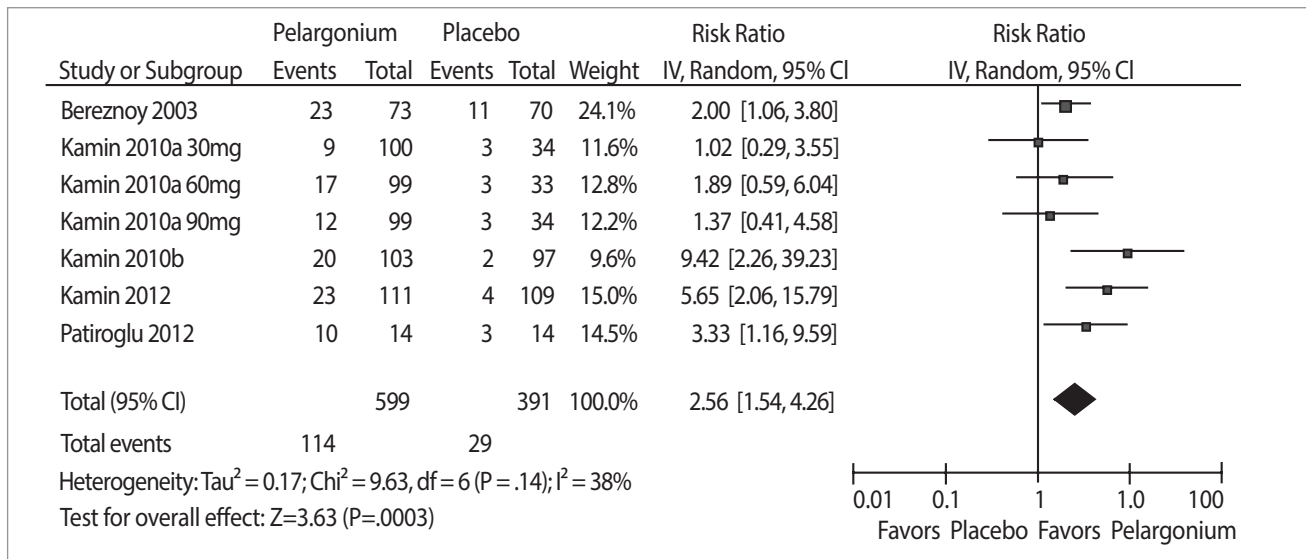 Pelargonium Placebo Risk Ratio Risk Ratio
Study or Subgroup Events Total Events Total Weight IV, Random, 95% CI IV, Random, 95% CI
Bereznoy 2003 23 73 11 70 24.1% 2.00 [1.06, 3.80]
Kamin 2010a 30mg 9 100 3 34 11.6% 1.02 [0.29, 3.55]
Kamin 2010a 60mg 17 99 3 33 12.8% 1.89 [0.59, 6.04]
Kamin 2010a 90mg 12 99 3 34 12.2% 1.37 [0.41, 4.58]
Kamin 2010b 20 103 2 97 9.6% 9.42 [2.26, 39.23]
Kamin 2012 23 111 4 109 15.0% 5.65 [2.06, 15.79]
Patiroglu 2012 10 14 3 14 14.5% 3.33 [1.16, 9.59]
Total (95% CI) 599 391 100.0% 2.56 [1.54, 4.26]
Total events 114 29
Heterogeneity: Tau² = 0.17; Chi² = 9.63, df = 6 (P = .14); I² = 38%
Test for overall effect: Z=3.63 (P=.0003)
0.01 0.1 1 1.0 100
Favors Placebo Favors Pelargonium